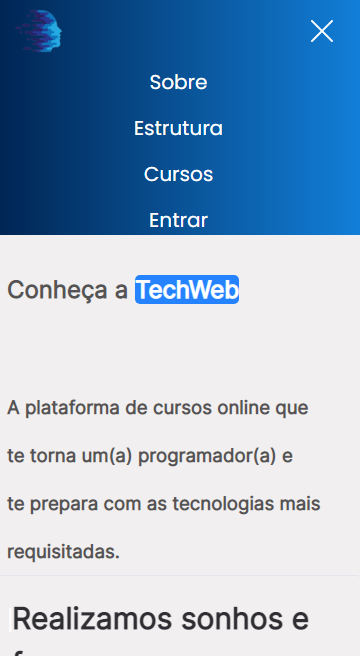 Sobre
Estrutura
Cursos
Entrar
Conheça a TechWeb
A plataforma de cursos online que
te torna um(a) programador(a) e
te prepara com as tecnologias mais
requisitadas.
Realizamos sonhos e